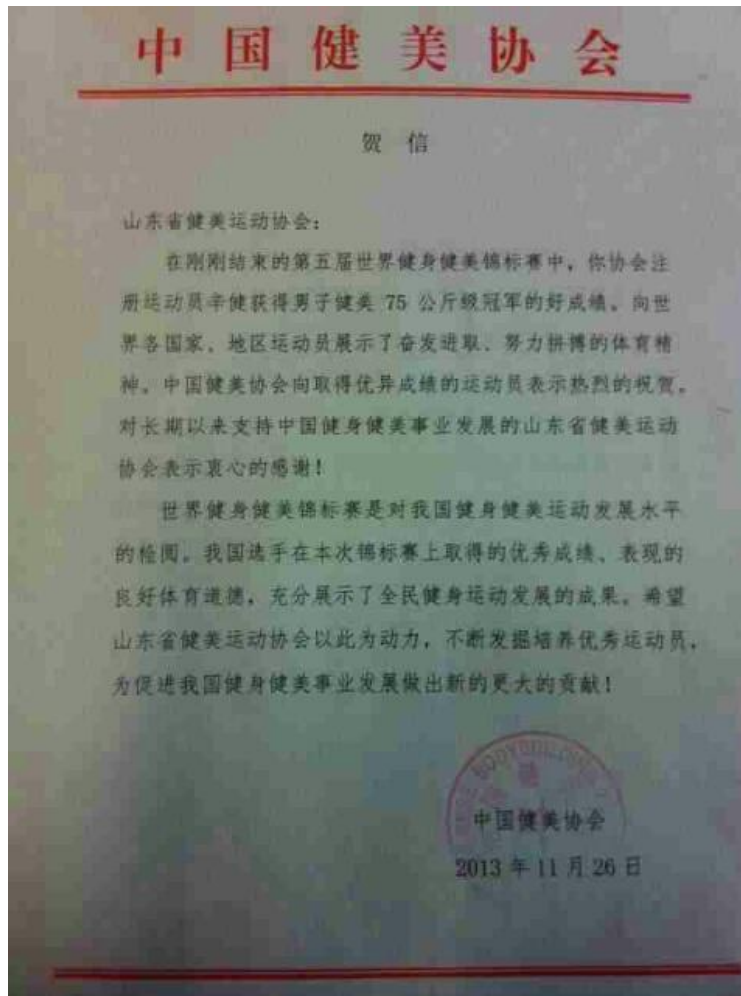 中国健美协会
贺 信
山东省健美运动协会：
在刚刚结束的第五届世界健身健美锦标赛中，你协会注
册运动员辛健获得男子健美 75 公斤级冠军的好成绩。向世
界各国家、地区运动员展示了奋发进取、努力拼搏的体育精
神。中国健美协会向取得优异成绩的运动员表示热烈的祝贺。
对长期以来支持中国健身健美事业发展的山东省健美运动
协会表示衷心的感谢！
世界健身健美锦标赛是对我国健身健美运动发展水平
的检阅。我国选手在本次锦标赛上取得的优秀成绩、表现的
良好体育道德，充分展示了全民健身运动发展的成果。希望
山东省健美运动协会以此为动力，不断发掘培养优秀运动员，
为促进我国健身健美事业发展做出新的更大的贡献！
BODYBUILDING
中国健美协会
2013 年 11 月 26 日